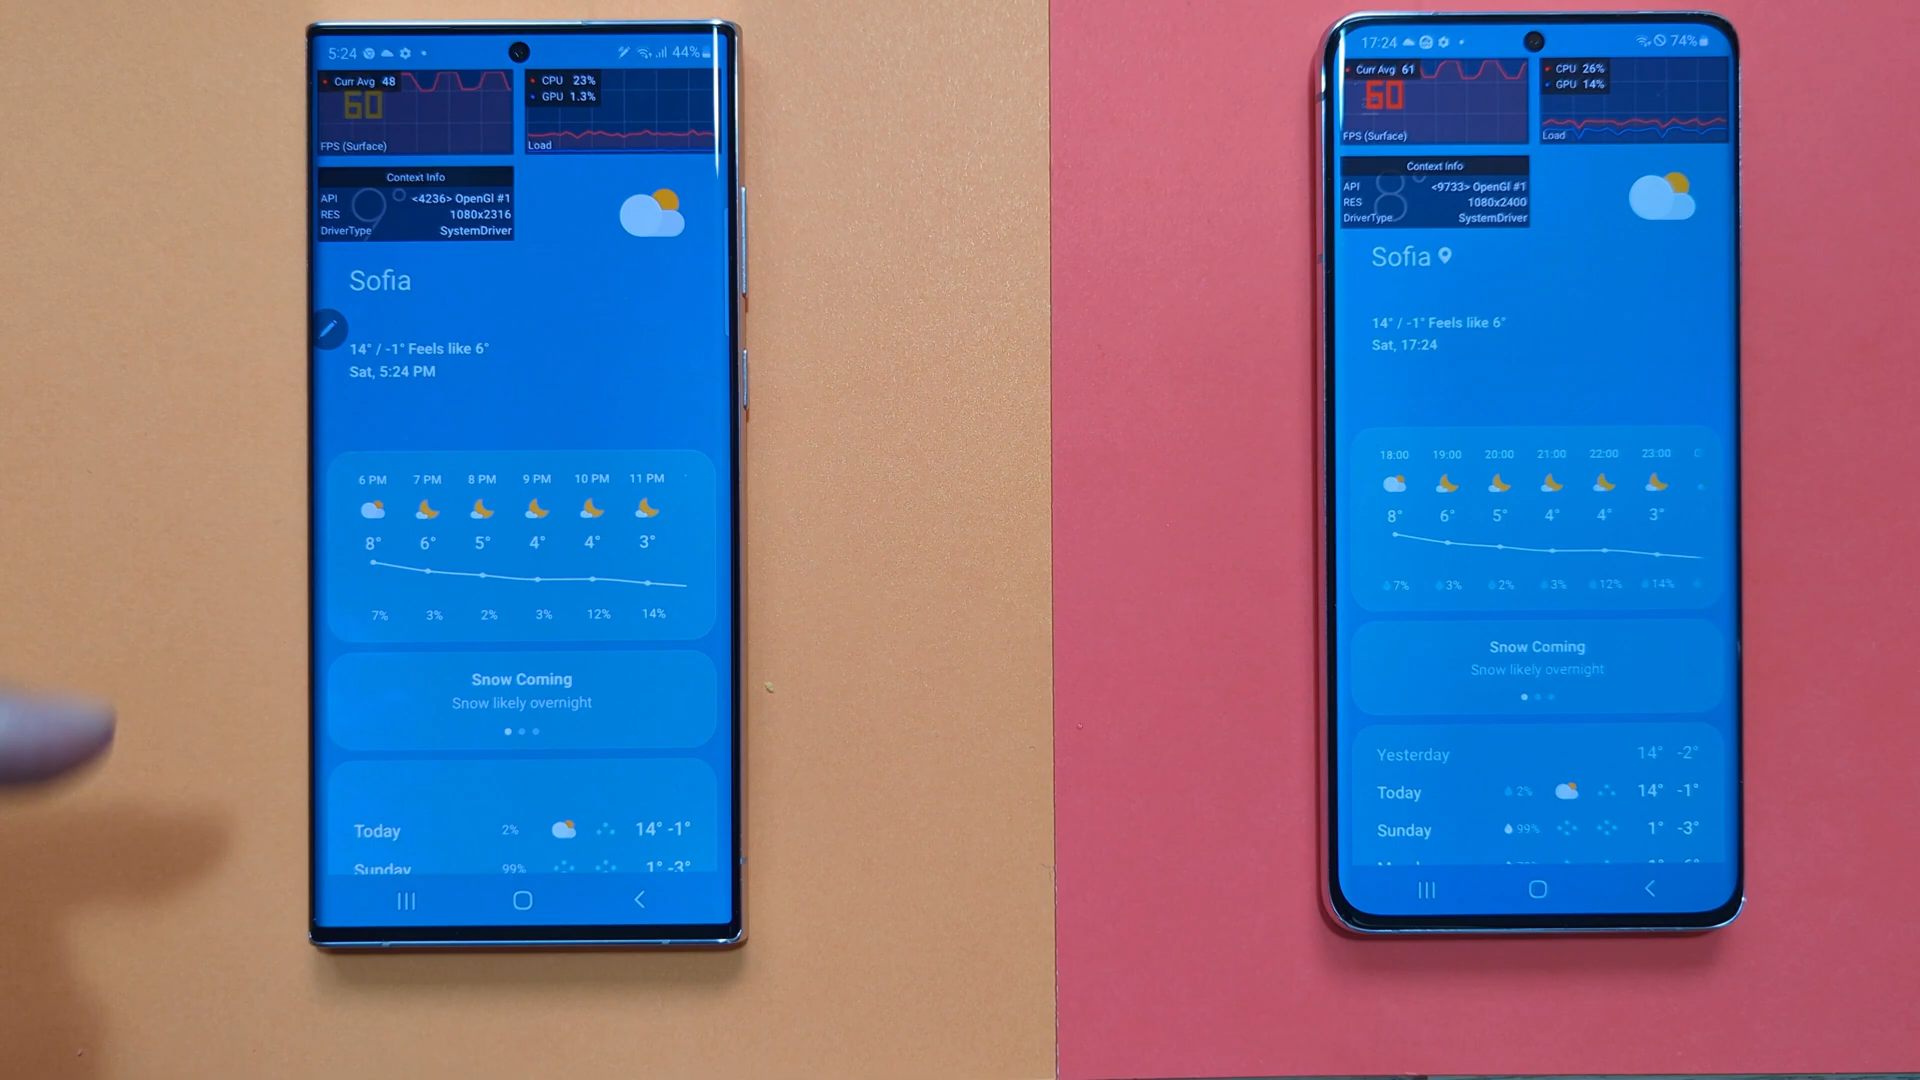 5:24 44%
Curr Avg 48
60
FPS (Surface)
CPU 23%
GPU 1.3%
Load
Context Info
API <4236> OpenGl #1
RES 1080x2316
DriverType SystemDriver
9°
Sofia
14° / -1° Feels like 6°
Sat, 5:24 PM
6 PM 7 PM 8 PM 9 PM 10 PM 11 PM
8° 6° 5° 4° 4° 3°
7% 3% 2% 3% 12% 14%
Snow Coming
Snow likely overnight
Today 2% 14° -1°
Sunday 99% 1° -3°
17:24 74%
Curr Avg 61
60
FPS (Surface)
CPU 26%
GPU 14%
Load
Context Info
API <9733> OpenGl #1
RES 1080x2400
DriverType SystemDriver
8°
Sofia
14° / -1° Feels like 6°
Sat, 17:24
18:00 19:00 20:00 21:00 22:00 23:00
8° 6° 5° 4° 4° 3°
7% 3% 2% 3% 12% 14%
Snow Coming
Snow likely overnight
Yesterday 14° -2°
Today 2% 14° -1°
Sunday 99% 1° -3°